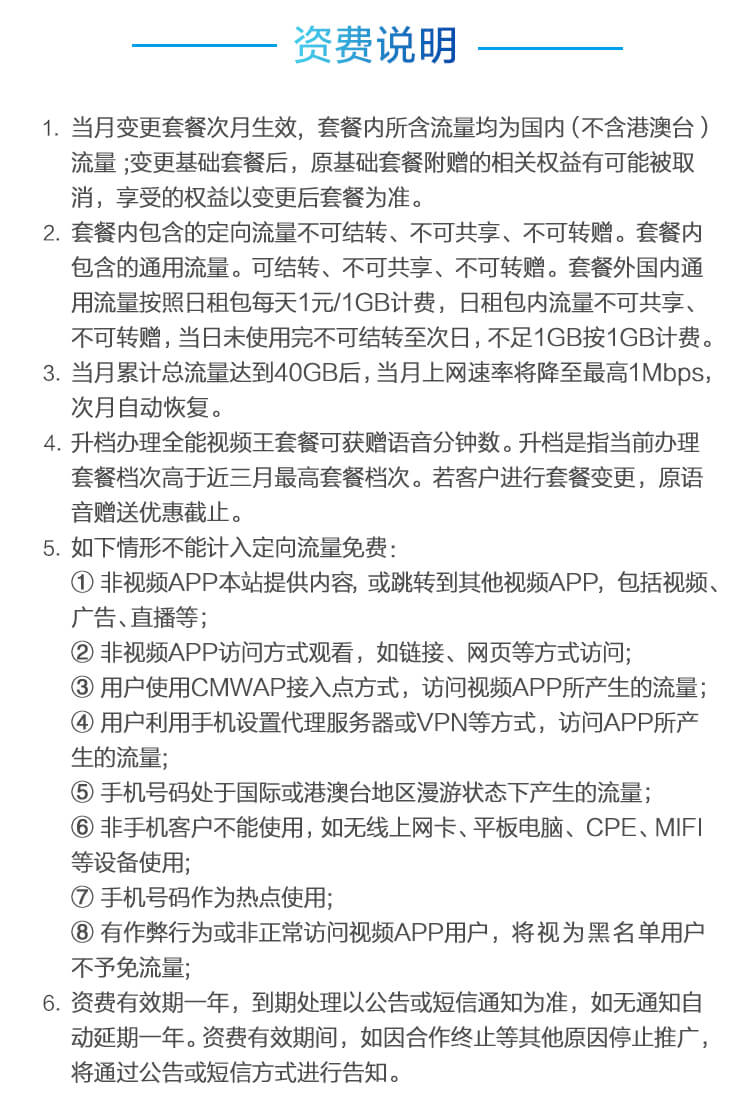 资费说明
1. 当月变更套餐次月生效，套餐内所含流量均为国内（不含港澳台）
流量；变更基础套餐后，原基础套餐附赠的相关权益有可能被取
消，享受的权益以变更后套餐为准。
2. 套餐内包含的定向流量不可结转、不可共享、不可转赠。套餐内
包含的通用流量。可结转、不可共享、不可转赠。套餐外国内通
用流量按照日租包每天1元/1GB计费，日租包内流量不可共享、
不可转赠，当日未使用完不可结转至次日，不足1GB按1GB计费。
3. 当月累计总流量达到40GB后，当月上网速率将降至最高1Mbps，
次月自动恢复。
4. 升档办理全能视频王套餐可获赠语音分钟数。升档是指当前办理
套餐档次高于近三月最高套餐档次。若客户进行套餐变更，原语
音赠送优惠截止。
5. 如下情形不能计入定向流量免费：
① 非视频APP本站提供内容，或跳转到其他视频APP，包括视频、
广告、直播等；
② 非视频APP访问方式观看，如链接、网页等方式访问；
③ 用户使用CMWAP接入点方式，访问视频APP所产生的流量；
④ 用户利用手机设置代理服务器或VPN等方式，访问APP所产
生的流量；
⑤ 手机号码处于国际或港澳台地区漫游状态下产生的流量；
⑥ 非手机客户不能使用，如无线上网卡、平板电脑、CPE、MIFI
等设备使用；
⑦ 手机号码作为热点使用；
⑧ 有作弊行为或非正常访问视频APP用户，将视为黑名单用户
不予免流量；
6. 资费有效期一年，到期处理以公告或短信通知为准，如无通知自
动延期一年。资费有效期间，如因合作终止等其他原因停止推广，
将通过公告或短信方式进行告知。